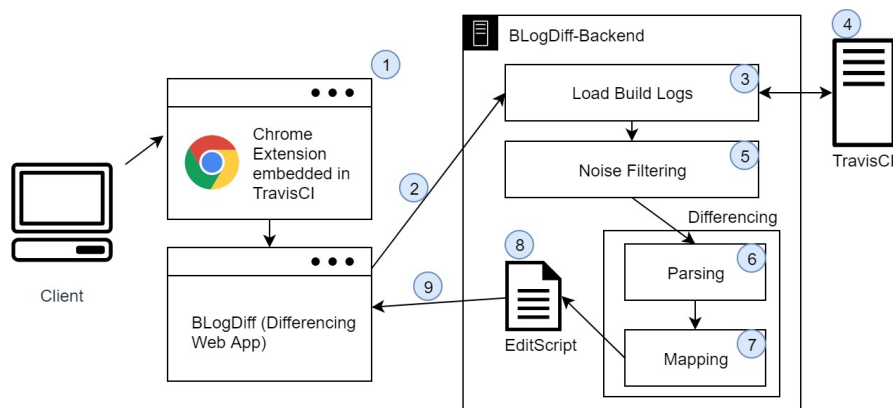 1
BLogDiff-Backend
4
Load Build Logs
3
Chrome
Extension
embedded in
TravisCI
2
Noise Filtering
5
TravisCI
Differencing
8
6
Parsing
9
BLogDiff (Differencing
Web App)
Client
EditScript
7
Mapping